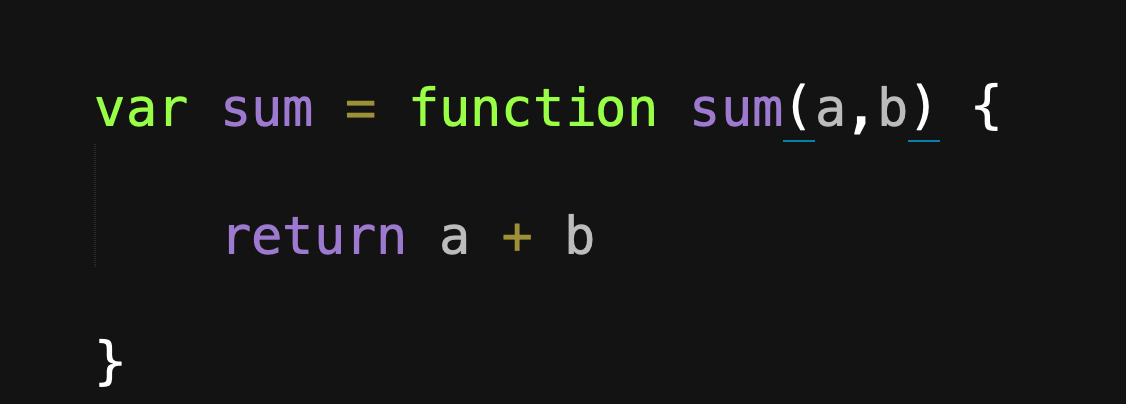 var sum = function sum(a,b) {
    return a + b
}